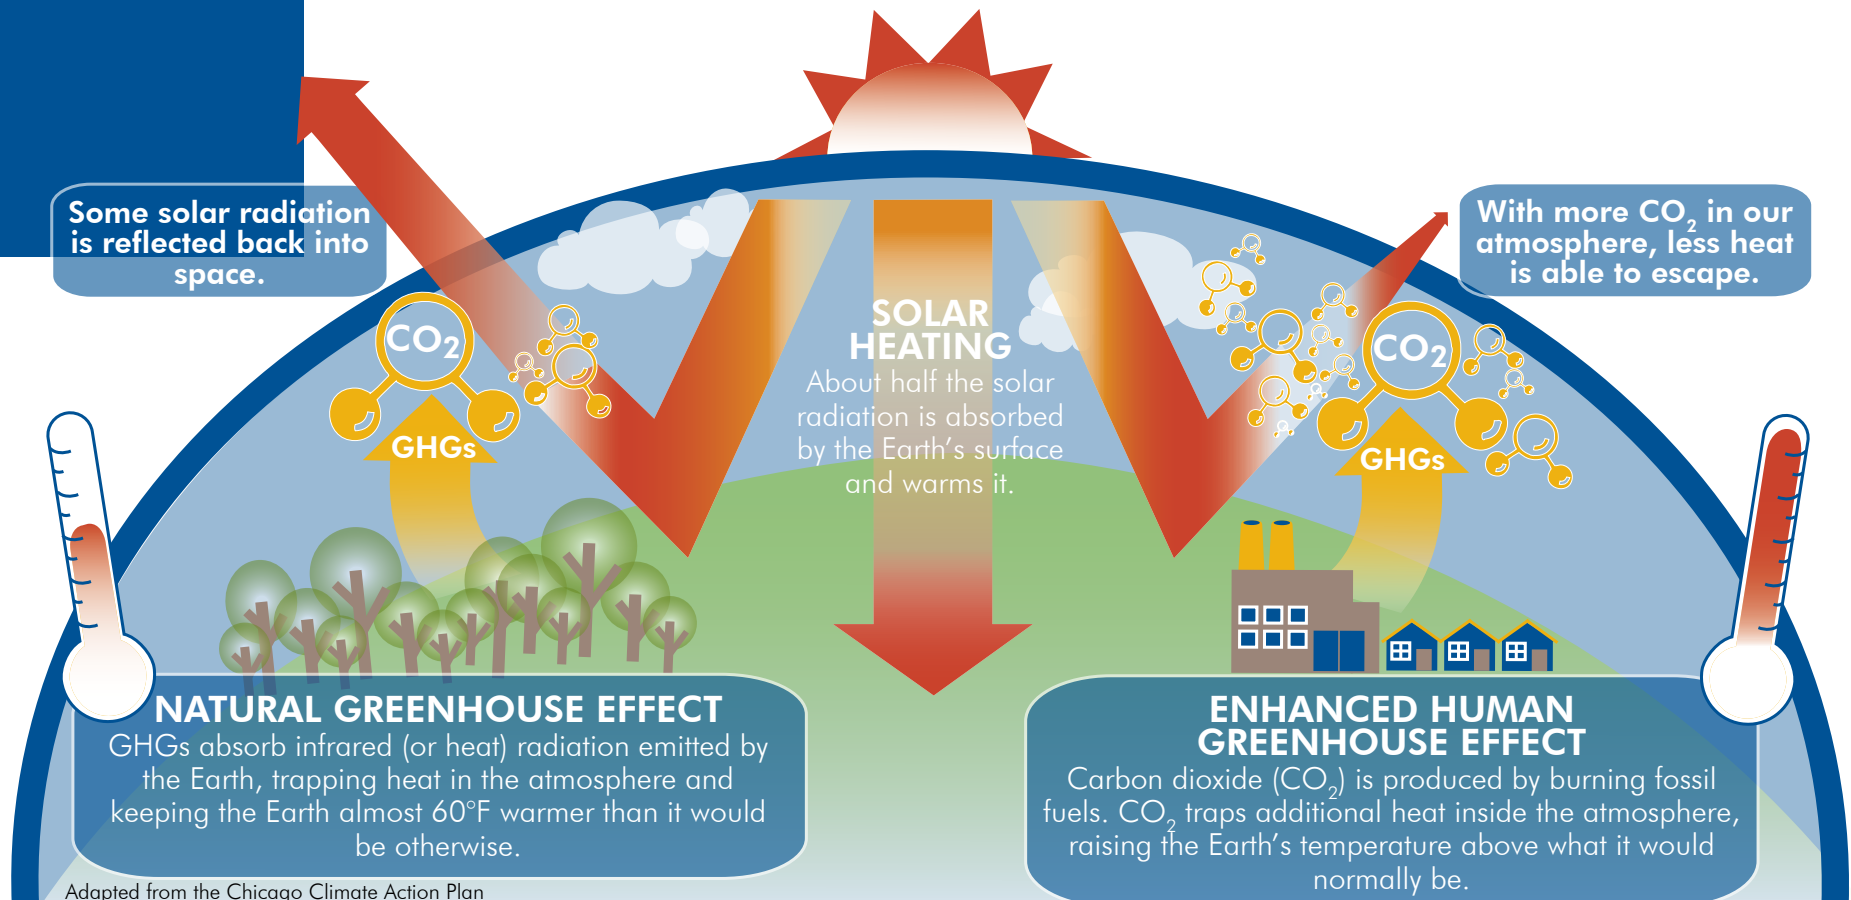 Some solar radiation
is reflected back into
space.
With more CO₂ in our
atmosphere, less heat
is able to escape.
SOLAR
HEATING
About half the solar
radiation is absorbed
by the Earth’s surface
and warms it.
CO₂
GHGs
CO₂
GHGs
NATURAL GREENHOUSE EFFECT
GHGs absorb infrared (or heat) radiation emitted by
the Earth, trapping heat in the atmosphere and
keeping the Earth almost 60°F warmer than it would
be otherwise.
ENHANCED HUMAN
GREENHOUSE EFFECT
Carbon dioxide (CO₂) is produced by burning fossil
fuels. CO₂ traps additional heat inside the atmosphere,
raising the Earth’s temperature above what it would
normally be.
Adapted from the Chicago Climate Action Plan